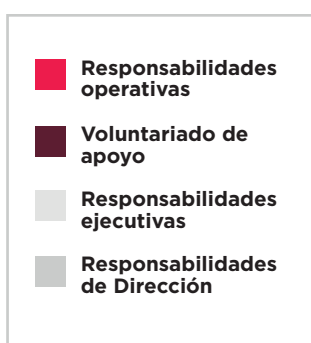 Responsabilidades
operativas
Voluntariado de
apoyo
Responsabilidades
ejecutivas
Responsabilidades
de Dirección